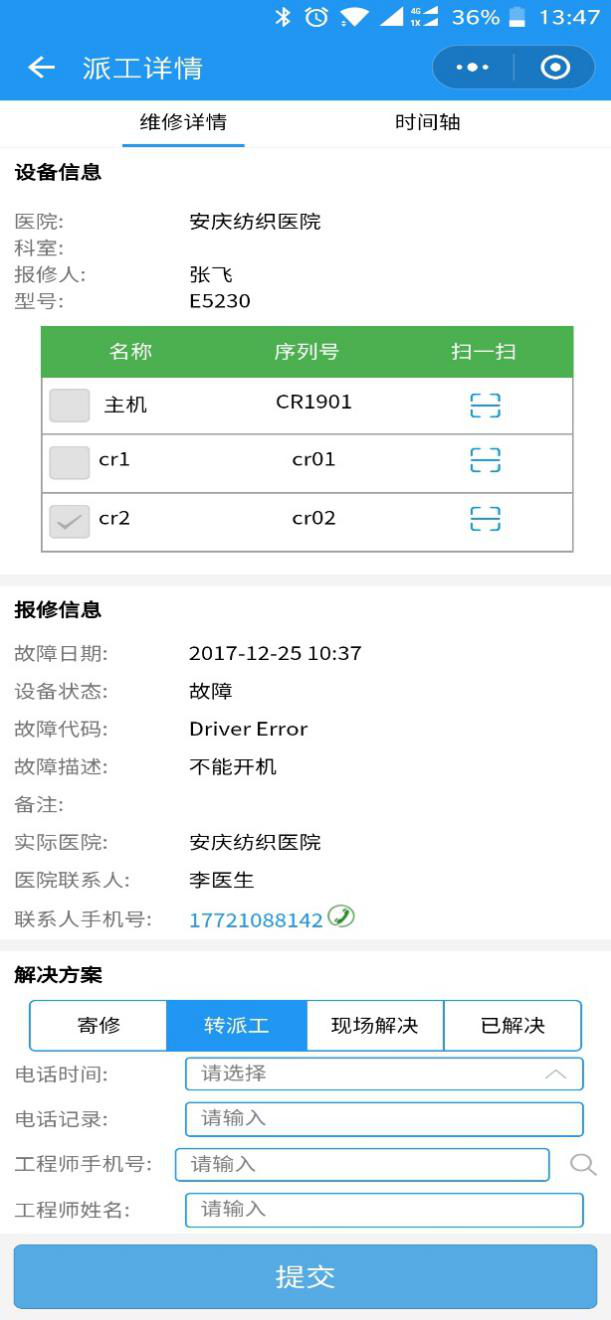 4G 1X 36% 13:47
派工详情
维修详情 时间轴
设备信息
医院: 安庆纺织医院
科室:
报修人: 张飞
型号: E5230
名称 序列号 扫一扫
主机 CR1901
cr1 cr01
cr2 cr02
报修信息
故障日期: 2017-12-25 10:37
设备状态: 故障
故障代码: Driver Error
故障描述: 不能开机
备注:
实际医院: 安庆纺织医院
医院联系人: 李医生
联系人手机号: 17721088142
解决方案
寄修 转派工 现场解决 已解决
电话时间: 请选择
电话记录: 请输入
工程师手机号: 请输入
工程师姓名: 请输入
提交